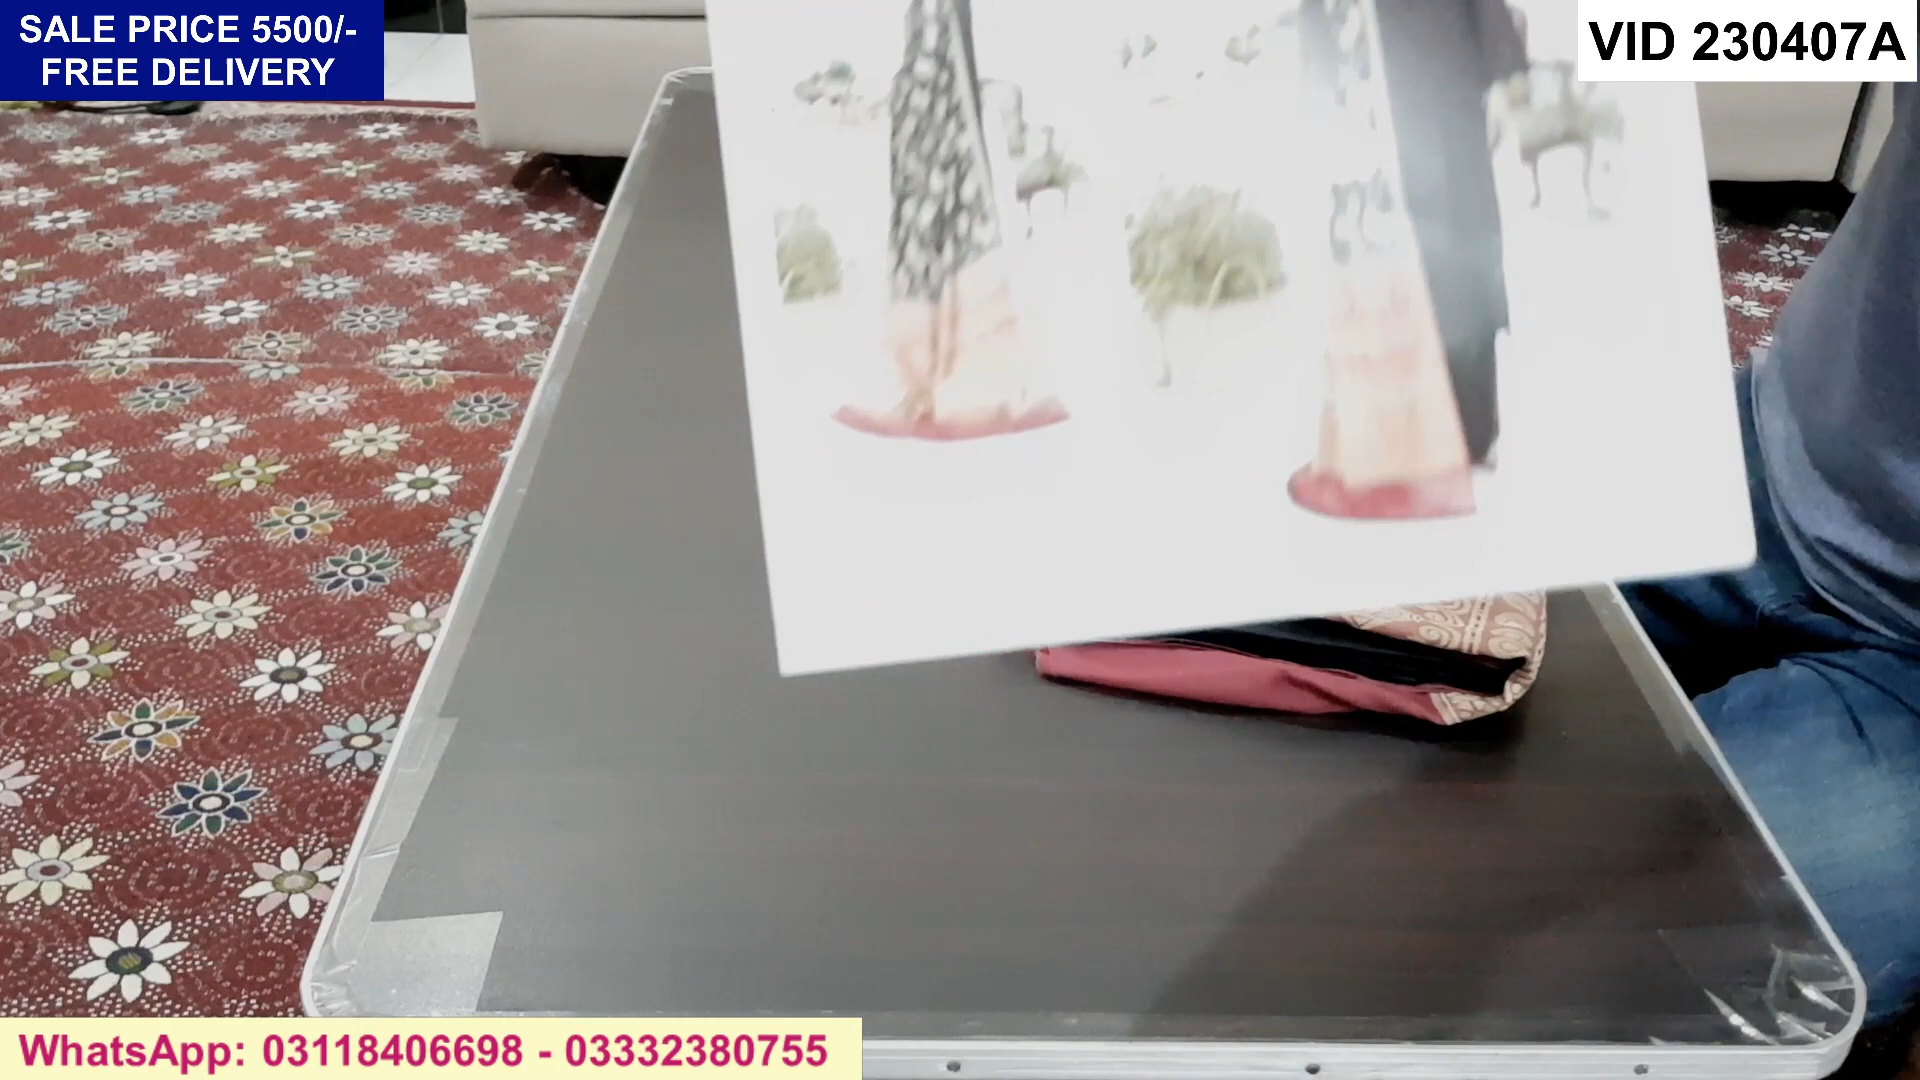 SALE PRICE 5500/-
FREE DELIVERY
VID 230407A
WhatsApp: 03118406698 - 03332380755